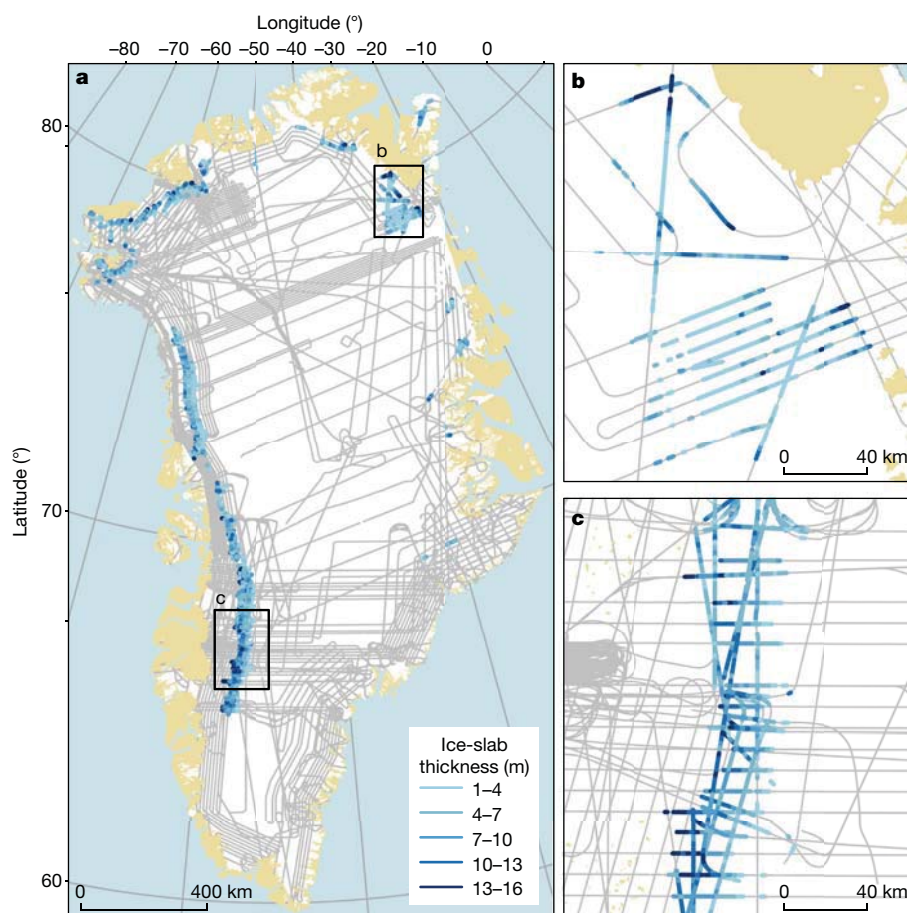 Longitude (°)
–80 –70 –60 –50 –40 –30 –20 –10 0
a
b
80
b
70
Latitude (°)
0 40 km
c
c
Ice-slab
thickness (m)
1–4
4–7
7–10
10–13
13–16
60
0 400 km
0 40 km